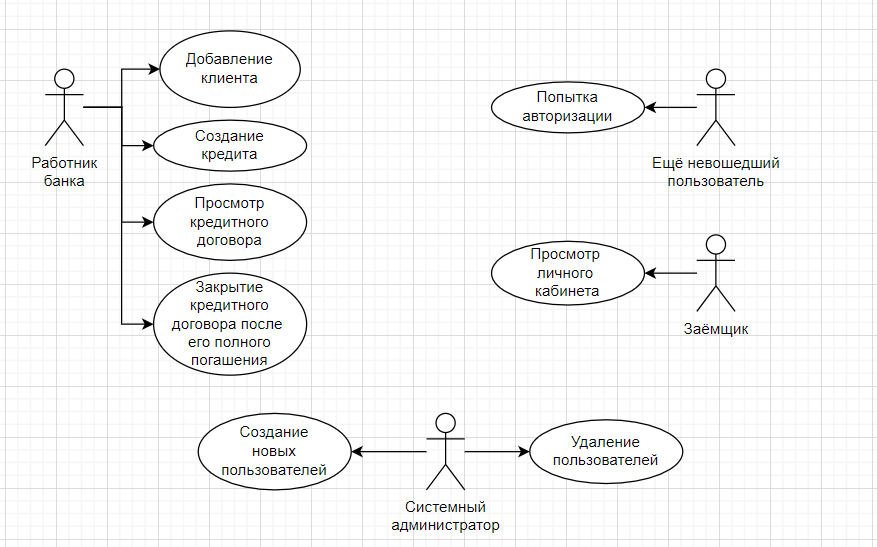 Добавление
клиента
Работник
банка
Создание
кредита
Просмотр
кредитного
договора
Закрытие
кредитного
договора после
его полного
погашения
Попытка
авторизации
Ещё невошедший
пользователь
Просмотр
личного
кабинета
Заёмщик
Создание
новых
пользователей
Системный
администратор
Удаление
пользователей